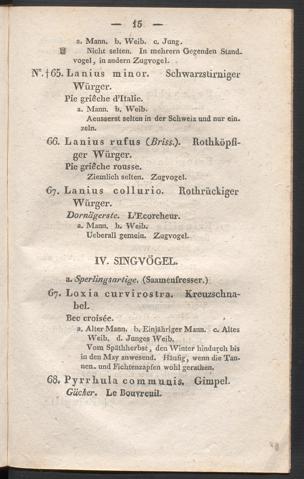 — 15 —
a. Mann. b. Weib. c. Jung.
Nicht selten. In mehrern Gegenden Stand-
vogel, in andern Zugvogel.
N°. †65. Lanius minor. Schwarzstirniger
Würger.
Pie grièche d'Italie.
a. Mann. b. Weib.
Aeusserst selten in der Schweiz und nur ein-
zeln.
66. Lanius rufus (Briss.). Rothköpfi-
ger Würger.
Pie grièche rousse.
Ziemlich selten. Zugvogel.
67. Lanius collurio. Rothrückiger
Würger.
Dornägerste. L'Ecorcheur.
a. Mann. b. Weib.
Ueberall gemein. Zugvogel.
IV. SINGVÖGEL.
a. Sperlingsartige. (Saamenfresser.)
67. Loxia curvirostra. Kreuzschna-
bel.
Bec croisée.
a. Alter Mann. b. Einjähriger Mann. c. Altes
Weib. d. Junges Weib.
Vom Späthherbst, den Winter hindurch bis
in den May anwesend. Häufig, wenn die Tan-
nen- und Fichtenzapfen wohl gerathen.
68. Pyrrhula communis. Gimpel.
Gücker. Le Bouvreuil.